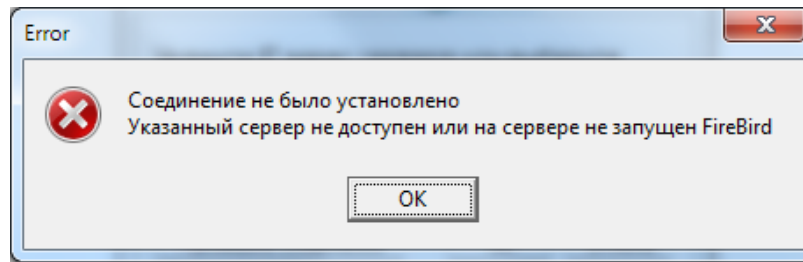 Error
Соединение не было установлено
Указанный сервер не доступен или на сервере не запущен FireBird
OK